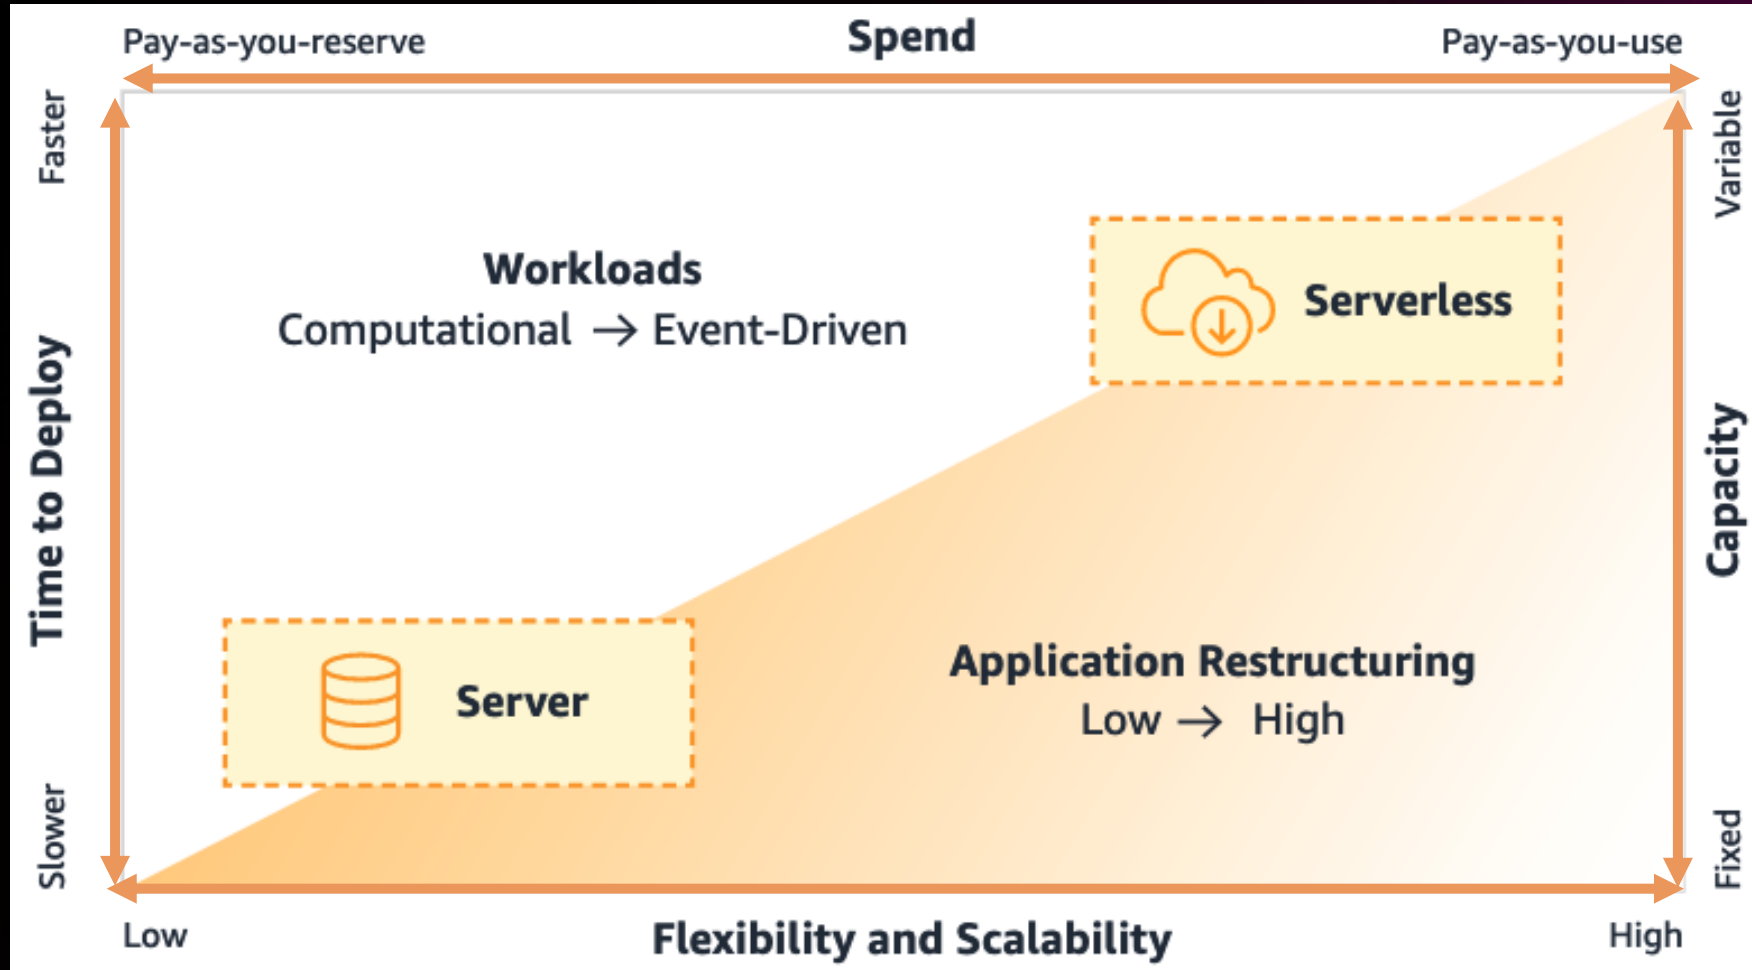 Pay-as-you-reserve
Spend
Pay-as-you-use
Faster
Time to Deploy
Slower
Variable
Capacity
Fixed
Workloads
Computational → Event-Driven
Serverless
Server
Application Restructuring
Low → High
Low
Flexibility and Scalability
High